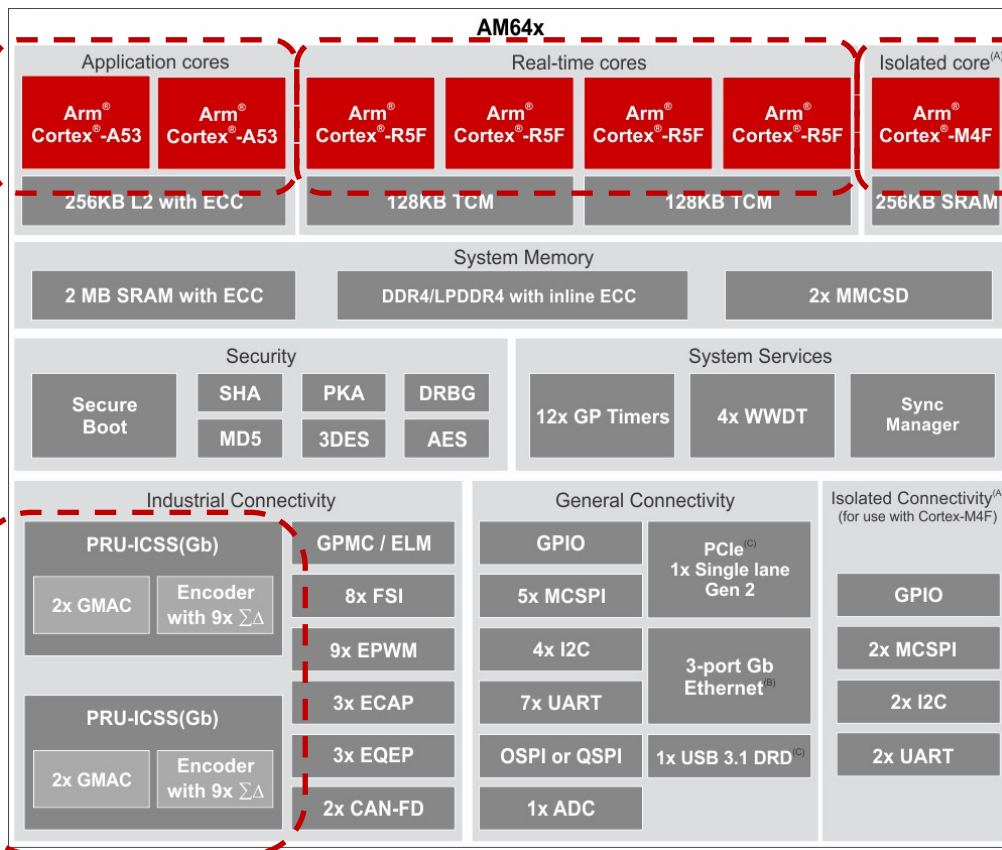 AM64x
Application cores
Arm®
Cortex®-A53
Arm®
Cortex®-A53
256KB L2 with ECC
Real-time cores
Arm®
Cortex®-R5F
Arm®
Cortex®-R5F
Arm®
Cortex®-R5F
Arm®
Cortex®-R5F
128KB TCM
128KB TCM
Isolated core(A)
Arm®
Cortex®-M4F
256KB SRAM
System Memory
2 MB SRAM with ECC
DDR4/LPDDR4 with inline ECC
2x MMCSD
Security
Secure
Boot
SHA
PKA
DRBG
MD5
3DES
AES
System Services
12x GP Timers
4x WWDT
Sync
Manager
Industrial Connectivity
PRU-ICSS(Gb)
2x GMAC
Encoder
with 9x ∑∆
PRU-ICSS(Gb)
2x GMAC
Encoder
with 9x ∑∆
GPMC / ELM
8x FSI
9x EPWM
3x ECAP
3x EQEP
2x CAN-FD
General Connectivity
GPIO
5x MCSPI
4x I2C
7x UART
OSPI or QSPI
1x ADC
PCIe(C)
1x Single lane
Gen 2
3-port Gb
Ethernet(B)
1x USB 3.1 DRD(C)
Isolated Connectivity(A)
(for use with Cortex-M4F)
GPIO
2x MCSPI
2x I2C
2x UART